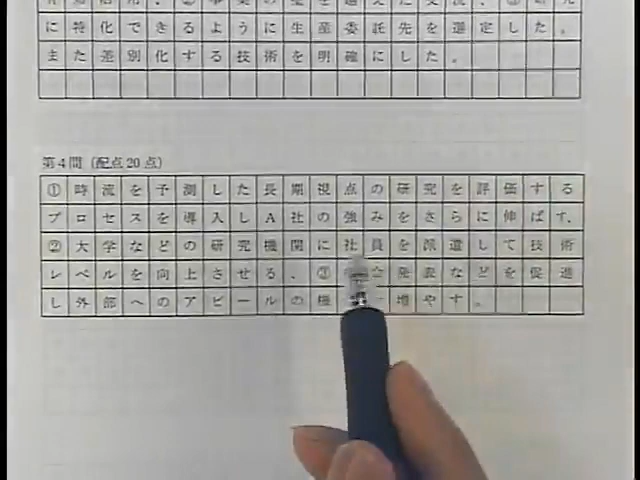 に特化できるように生産委託先を選定した。
また差別化する技術を明確にした。
第4問(配点20点)
①時流を予測した長期視点の研究を評価する
プロセスを導入しA社の強みをさらに伸ばす、
②大学などの研究機関に社員を派遣して技術
レベルを向上させる、③ 会発表などを促進
し外部へのアピールの機 増やす。